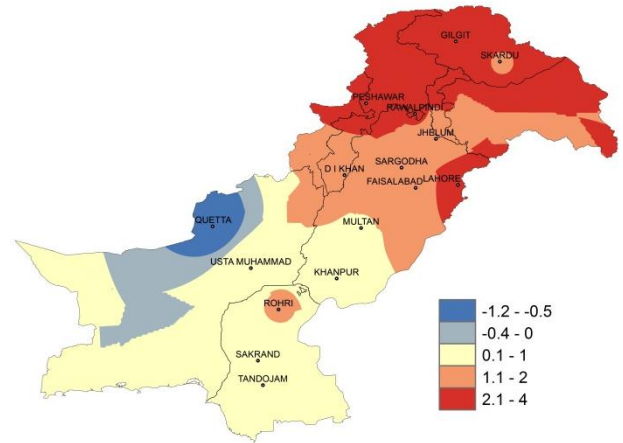 GILGIT
SKARDU
PESHAWAR
RAWALPINDI
JHELUM
SARGODHA
D I KHAN
FAISALABAD
LAHORE
QUETTA
MULTAN
USTA MUHAMMAD
KHANPUR
ROHRI
SAKRAND
TANDOJAM
-1.2 - -0.5
-0.4 - 0
0.1 - 1
1.1 - 2
2.1 - 4